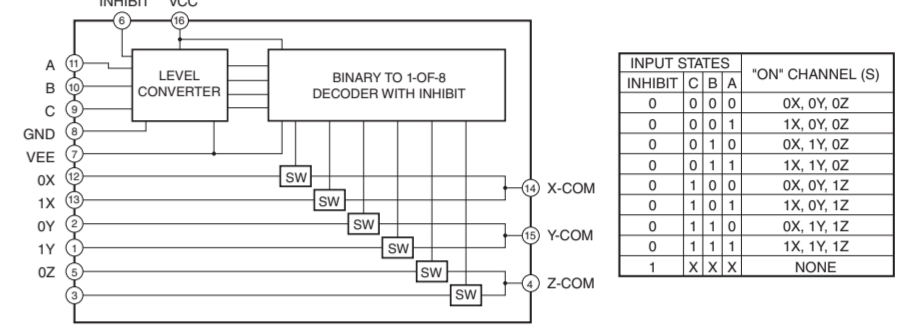 INHIBIT VCC
6 16
A 11
B 10
C 9
GND 8
VEE 7
0X 12
1X 13
0Y 2
1Y 1
0Z 5
3
LEVEL
CONVERTER
BINARY TO 1-OF-8
DECODER WITH INHIBIT
SW
SW
SW
SW
SW
SW
14 X-COM
15 Y-COM
4 Z-COM
INPUT STATES "ON" CHANNEL (S)
INHIBIT C B A
0 0 0 0 0X, 0Y, 0Z
0 0 0 1 1X, 0Y, 0Z
0 0 1 0 0X, 1Y, 0Z
0 0 1 1 1X, 1Y, 0Z
0 1 0 0 0X, 0Y, 1Z
0 1 0 1 1X, 0Y, 1Z
0 1 1 0 0X, 1Y, 1Z
0 1 1 1 1X, 1Y, 1Z
1 X X X NONE